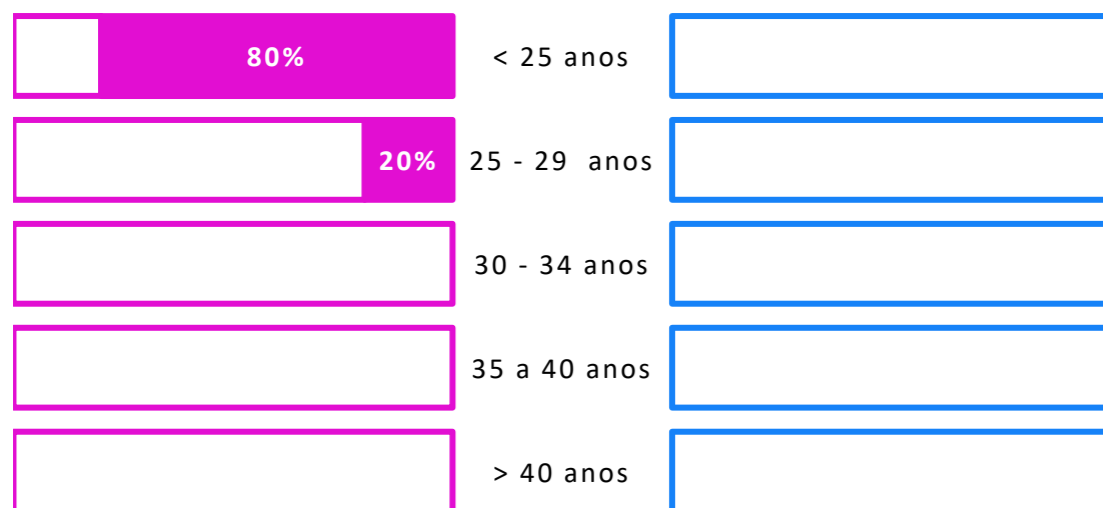 80% < 25 anos
20% 25 - 29 anos
30 - 34 anos
35 a 40 anos
> 40 anos